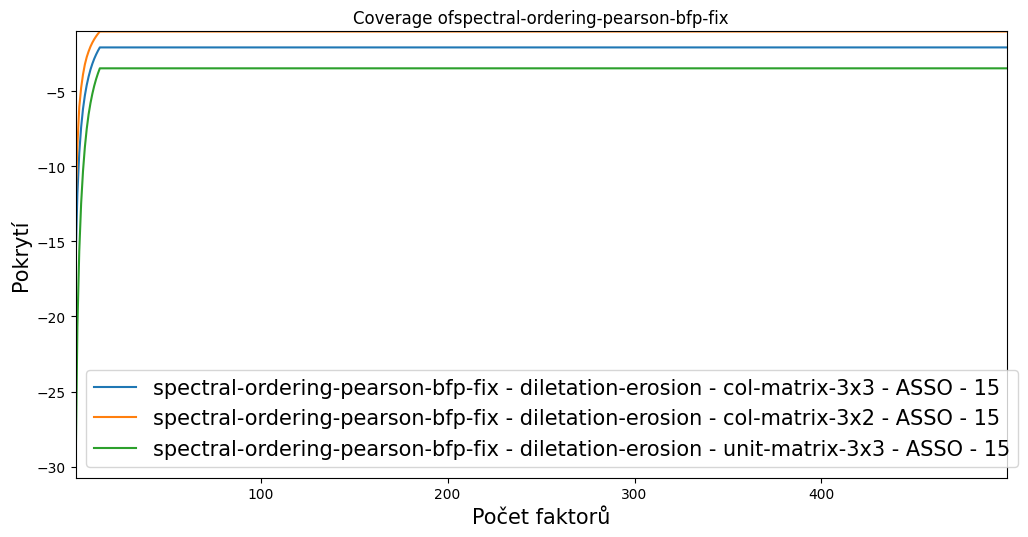 Coverage ofspectral-ordering-pearson-bfp-fix
Pokrytí
−5
−10
−15
−20
−25
−30
spectral-ordering-pearson-bfp-fix - diletation-erosion - col-matrix-3x3 - ASSO - 15
spectral-ordering-pearson-bfp-fix - diletation-erosion - col-matrix-3x2 - ASSO - 15
spectral-ordering-pearson-bfp-fix - diletation-erosion - unit-matrix-3x3 - ASSO - 15
100 200 300 400
Počet faktorů